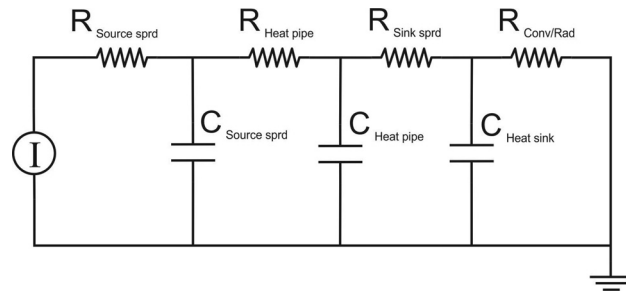 R Source sprd
R Heat pipe
R Sink sprd
R Conv/Rad
C Source sprd
C Heat pipe
C Heat sink
I